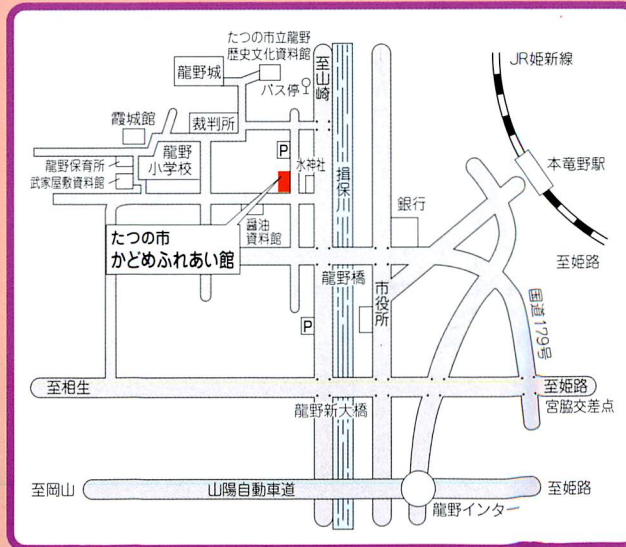 たつの市立龍野
歴史文化資料館
龍野城
バス停
至山崎
JR姫新線
霞城館
裁判所
P
水神社
龍野保育所
龍野
小学校
武家屋敷資料館
揖保川
本竜野駅
銀行
醤油
資料館
たつの市
かどめふれあい館
龍野橋
市役所
至姫路
国道179号
P
至相生
至姫路
龍野新大橋
宮脇交差点
至岡山
山陽自動車道
至姫路
龍野インター